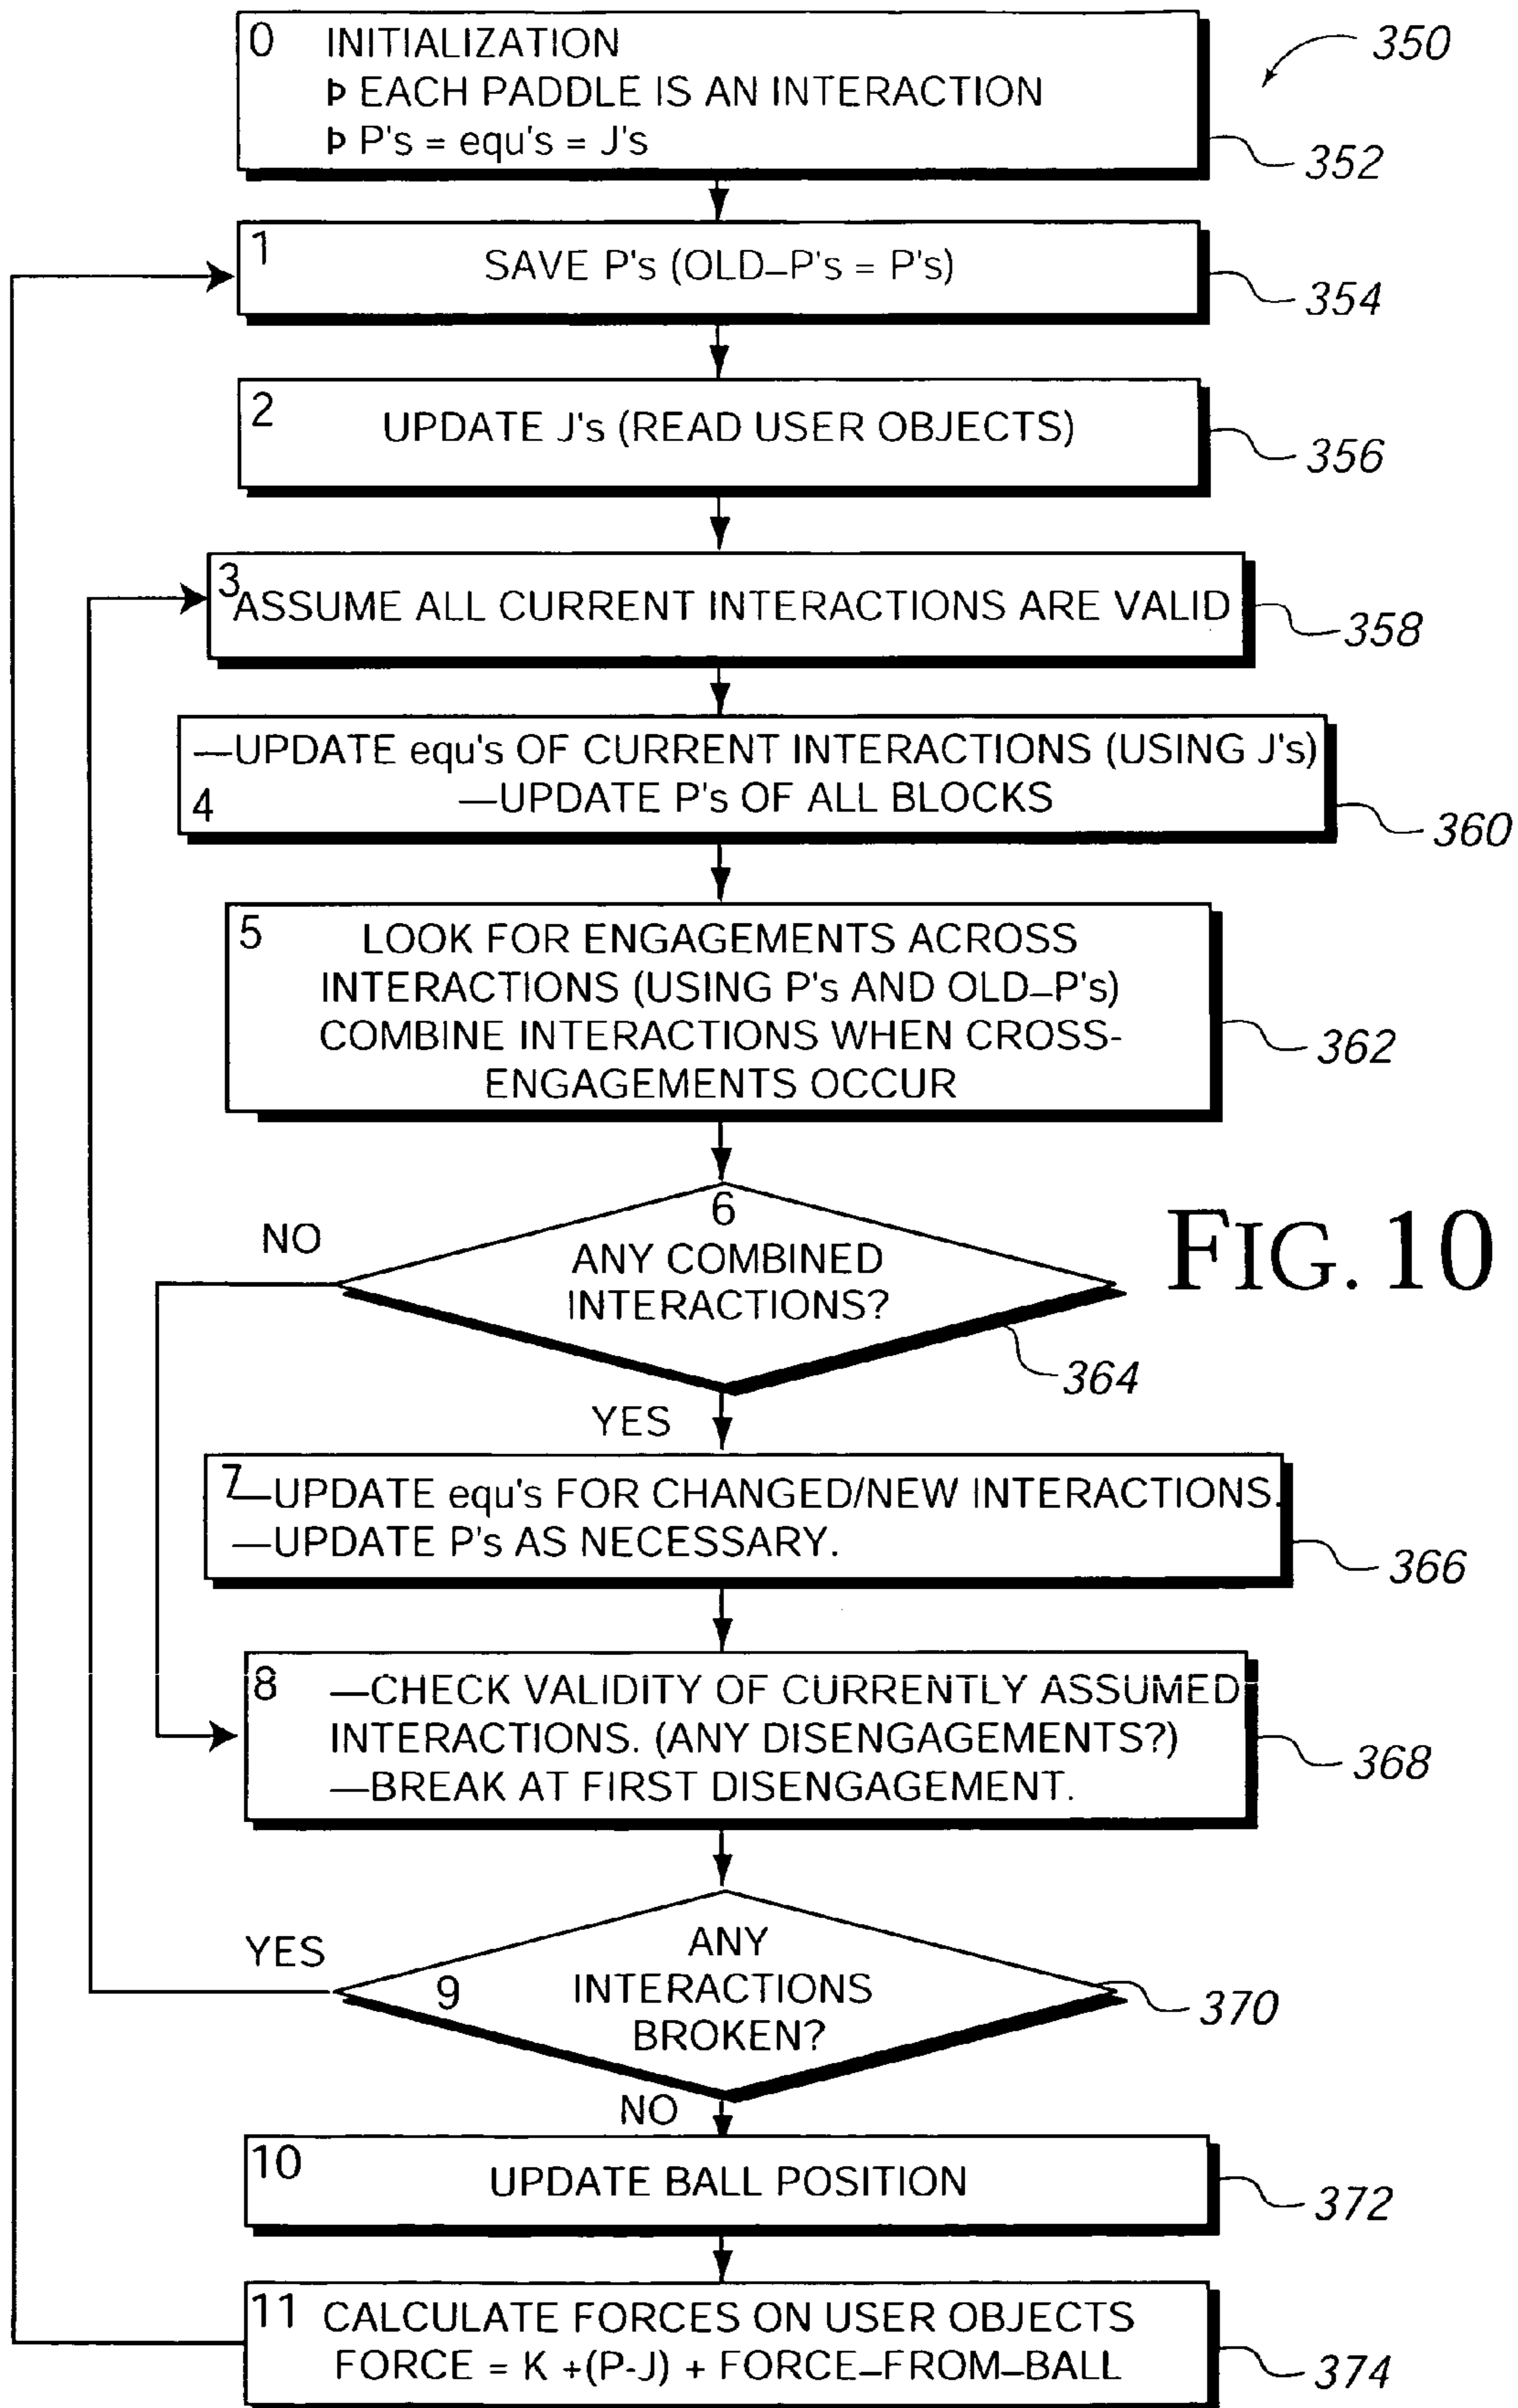 0 INITIALIZATION
Þ EACH PADDLE IS AN INTERACTION
Þ P's = equ's = J's
350
352
1 SAVE P's (OLD–P's = P's)
354
2 UPDATE J's (READ USER OBJECTS)
356
3 ASSUME ALL CURRENT INTERACTIONS ARE VALID
358
—UPDATE equ's OF CURRENT INTERACTIONS (USING J's)
4 —UPDATE P's OF ALL BLOCKS
360
5 LOOK FOR ENGAGEMENTS ACROSS
INTERACTIONS (USING P's AND OLD–P's)
COMBINE INTERACTIONS WHEN CROSS-
ENGAGEMENTS OCCUR
362
6
ANY COMBINED
INTERACTIONS?
NO
FIG. 10
364
YES
7—UPDATE equ's FOR CHANGED/NEW INTERACTIONS.
—UPDATE P's AS NECESSARY.
366
8 —CHECK VALIDITY OF CURRENTLY ASSUMED
INTERACTIONS. (ANY DISENGAGEMENTS?)
—BREAK AT FIRST DISENGAGEMENT.
368
YES
9
ANY
INTERACTIONS
BROKEN?
370
NO
10 UPDATE BALL POSITION
372
11 CALCULATE FORCES ON USER OBJECTS
FORCE = K +(P-J) + FORCE–FROM–BALL
374